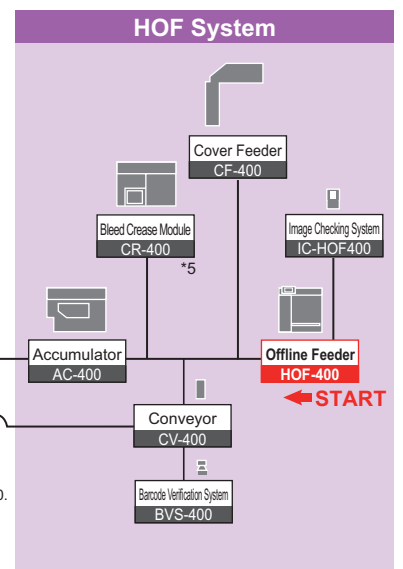 HOF System
Cover Feeder
CF-400
Bleed Crease Module
CR-400
*5
Image Checking System
IC-HOF400
Accumulator
AC-400
Offline Feeder
HOF-400
START
Conveyor
CV-400
Barcode Verification System
BVS-400
0.